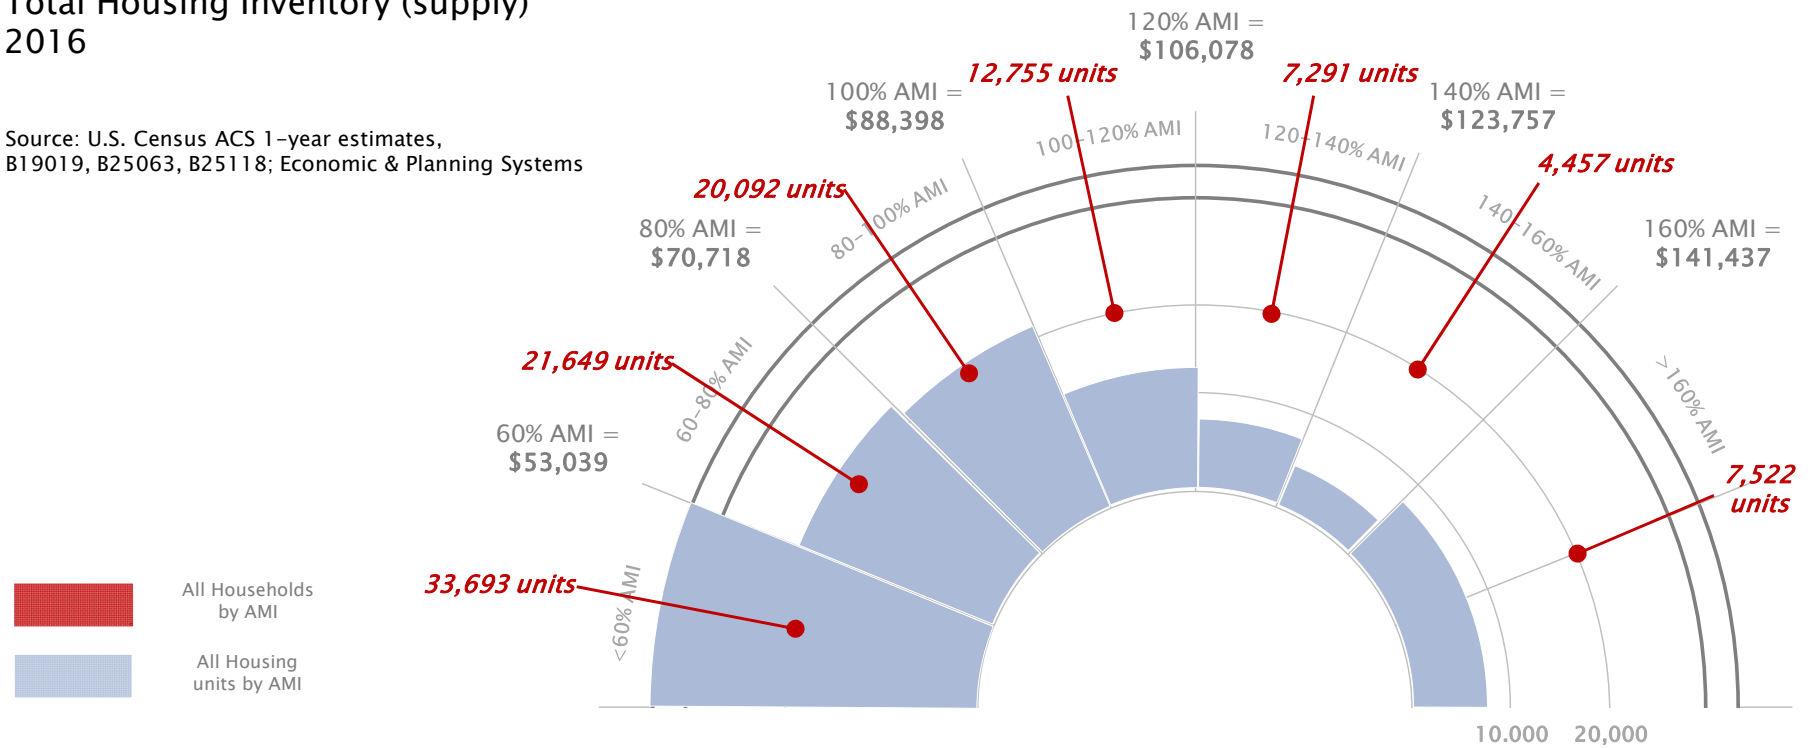 Total Housing Inventory (supply)
2016
Source: U.S. Census ACS 1-year estimates,
B19019, B25063, B25118; Economic & Planning Systems
120% AMI =
$106,078
12,755 units
7,291 units
100% AMI =
$88,398
140% AMI =
$123,757
100-120% AMI
120-140% AMI
4,457 units
20,092 units
80-100% AMI
140-160% AMI
80% AMI =
$70,718
160% AMI =
$141,437
21,649 units
60-80% AMI
>160% AMI
60% AMI =
$53,039
7,522
units
33,693 units
<60% AMI
All Households
by AMI
All Housing
units by AMI
10.000
20,000